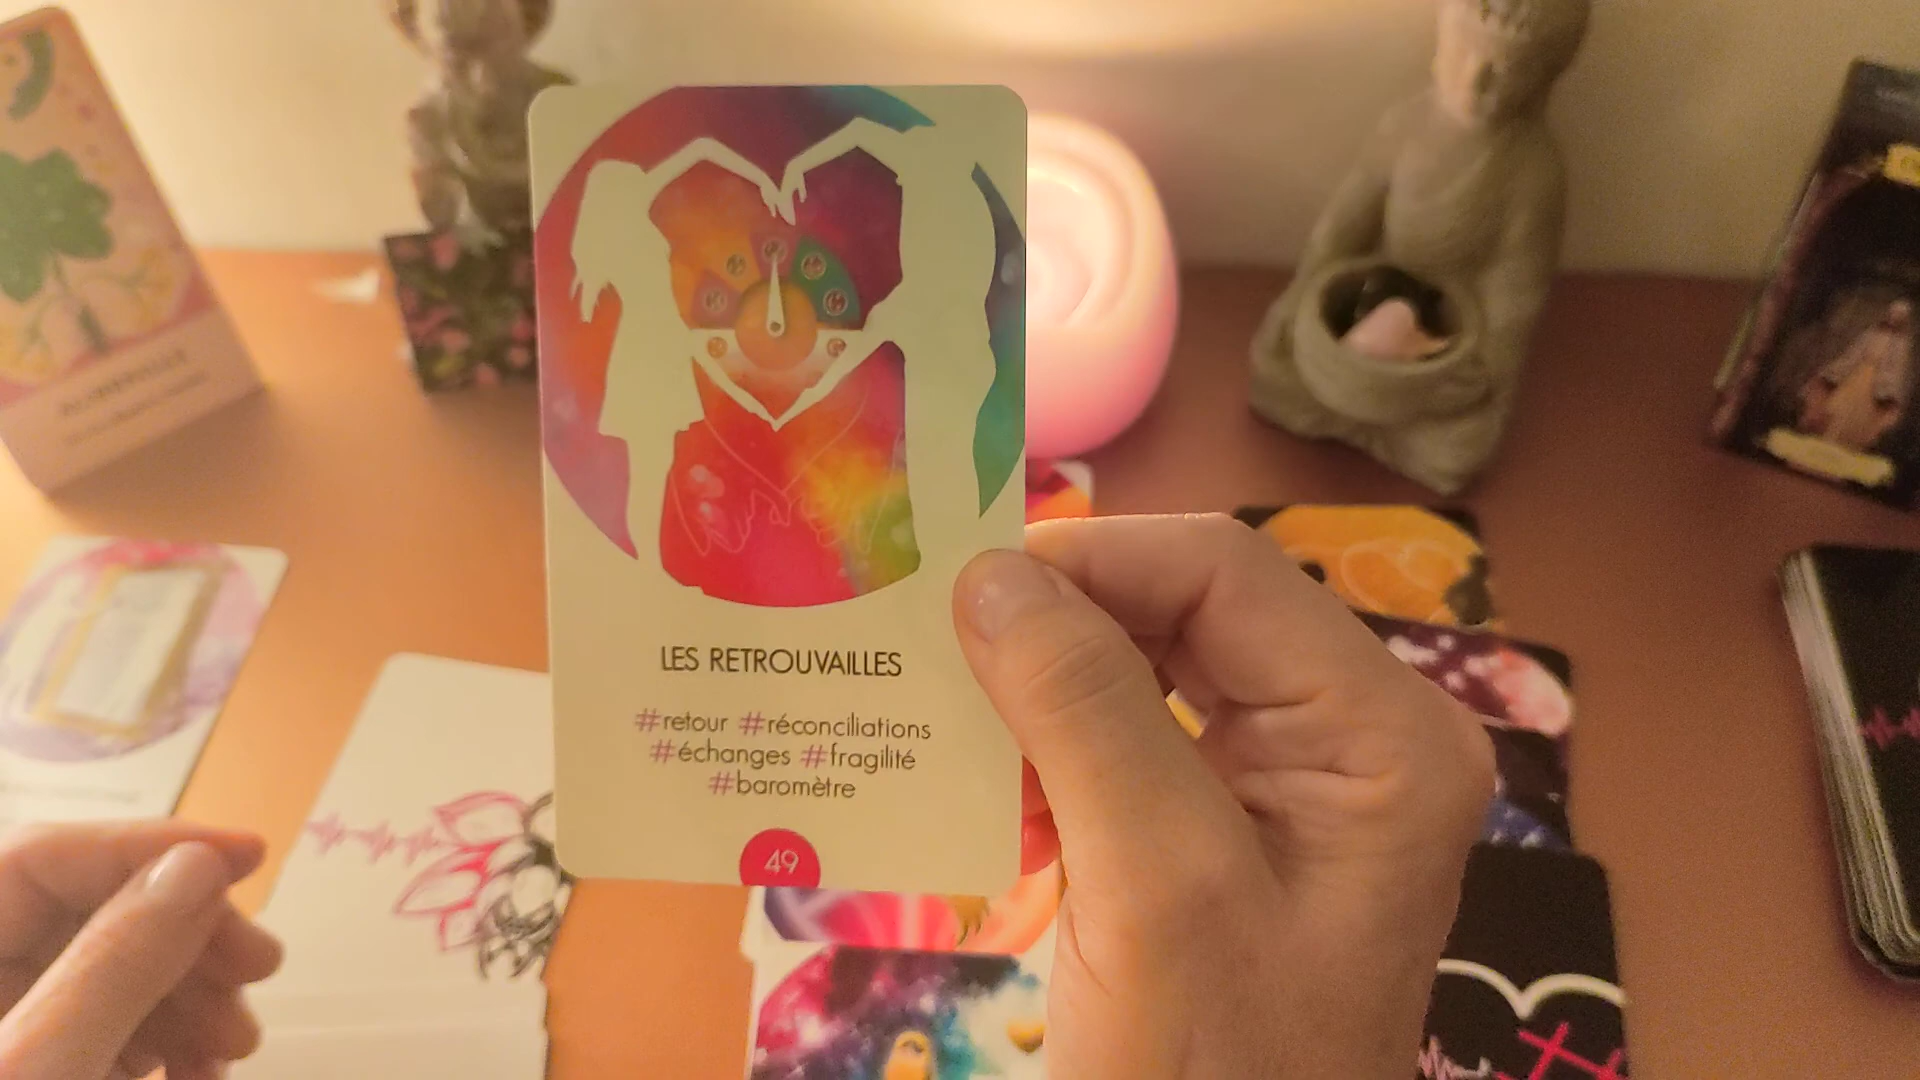 LES RETROUVAILLES
#retour #réconciliations
#échanges #fragilité
#baromètre
49